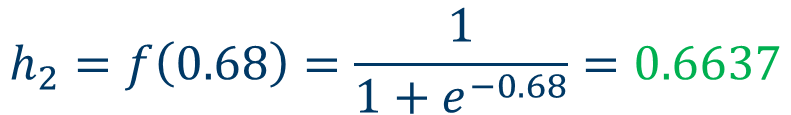 h₂ = f(0.68) = 1 / (1 + e^−0.68) = 0.6637